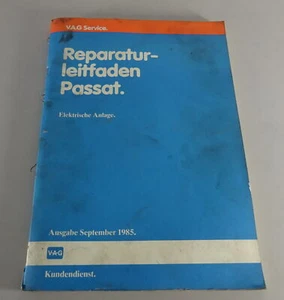 V.A.G Service.
Reparatur-
leitfaden
Passat.
Elektrische Anlage.
Ausgabe September 1985.
V.A.G
Kundendienst.